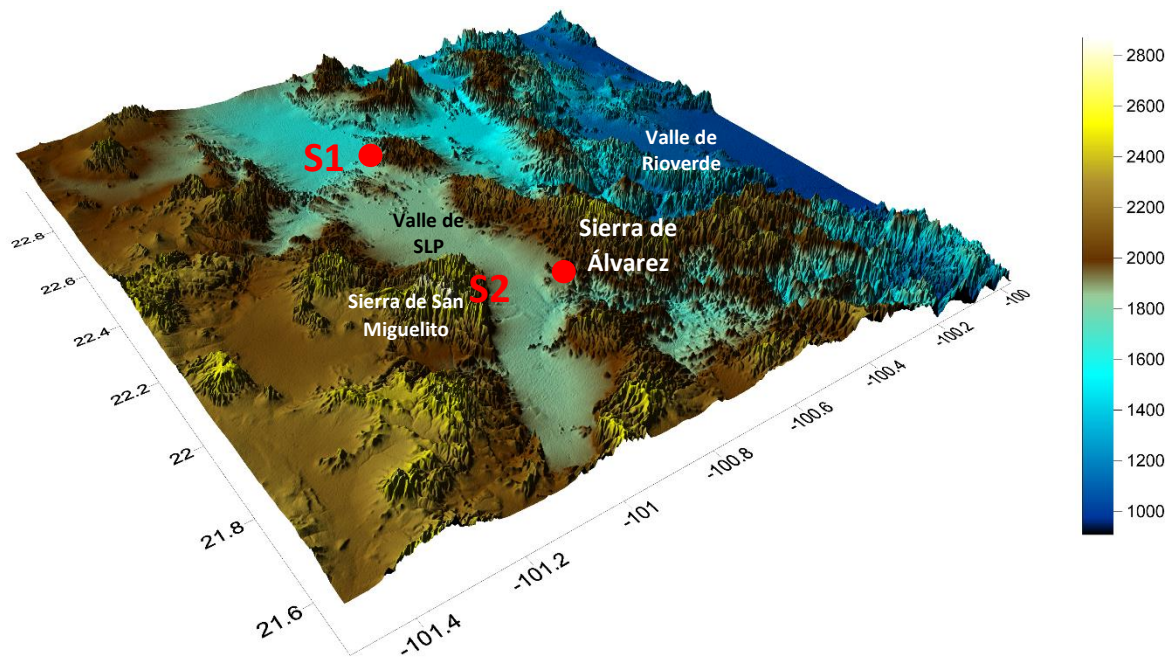 2800
2600
2400
2200
2000
1800
1600
1400
1200
1000
Valle de
Rioverde
S1
Valle de
SLP
Sierra de
Álvarez
S2
Sierra de San
Miguelito
22.8
22.6
22.4
22.2
22
21.8
21.6
-101.4
-101.2
-101
-100.8
-100.6
-100.4
-100.2
-100